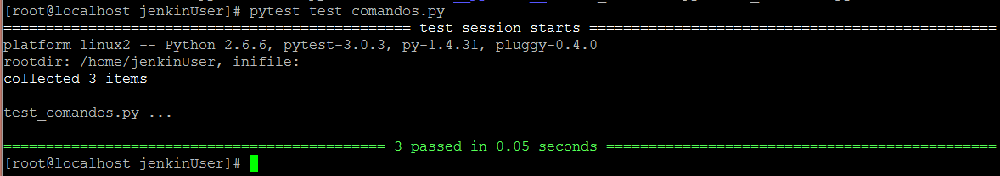 [root@localhost jenkinUser]# pytest test_comandos.py
================================================ test session starts ================================================
platform linux2 -- Python 2.6.6, pytest-3.0.3, py-1.4.31, pluggy-0.4.0
rootdir: /home/jenkinUser, inifile:
collected 3 items
test_comandos.py ...
============================================= 3 passed in 0.05 seconds ==============================================
[root@localhost jenkinUser]#